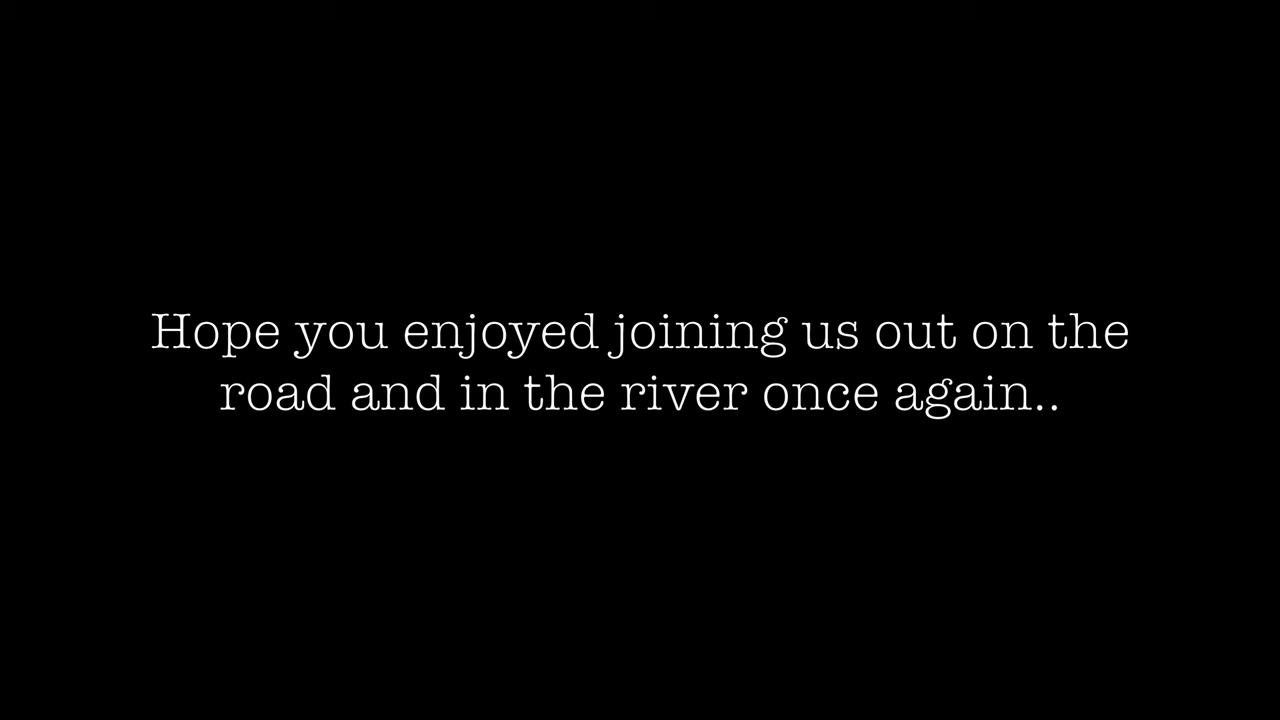 Hope you enjoyed joining us out on the
road and in the river once again..